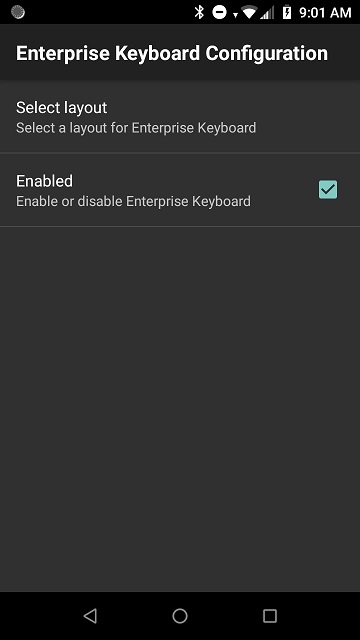 9:01 AM
Enterprise Keyboard Configuration
Select layout
Select a layout for Enterprise Keyboard
Enabled
Enable or disable Enterprise Keyboard